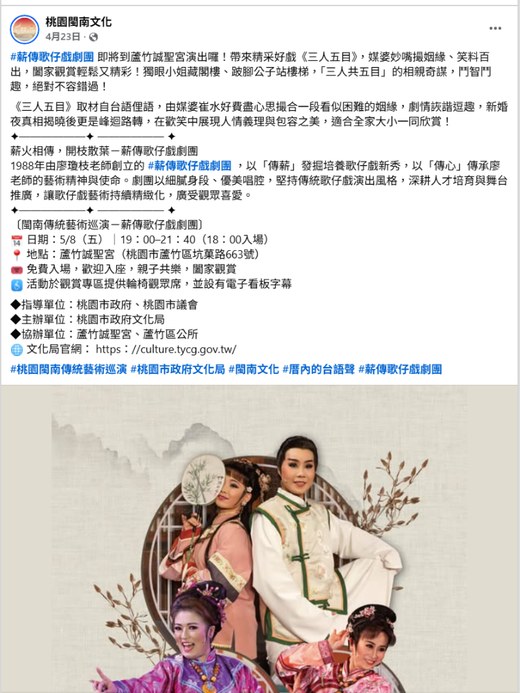 桃園閩南文化
4月23日 ·
#薪傳歌仔戲劇團 即將到蘆竹誠聖宮演出囉！帶來精采好戲《三人五目》，媒婆妙嘴撮姻緣、笑料百
出，闔家觀賞輕鬆又精彩！獨眼小姐藏閣樓、跛腳公子站樓梯，「三人共五目」的相親奇謀，鬥智鬥
趣，絕對不容錯過！
《三人五目》取材自台語俚語，由媒婆崔水好費盡心思撮合一段看似困難的姻緣，劇情詼諧逗趣，新婚
夜真相揭曉後更是峰迴路轉，在歡笑中展現人情義理與包容之美，適合全家大小一同欣賞！
✦—————✦—————✦
薪火相傳，開枝散葉－薪傳歌仔戲劇團
1988年由廖瓊枝老師創立的 #薪傳歌仔戲劇團 ，以「傳薪」發掘培養歌仔戲新秀，以「傳心」傳承廖
老師的藝術精神與使命。劇團以細膩身段、優美唱腔，堅持傳統歌仔戲演出風格，深耕人才培育與舞台
推廣，讓歌仔戲藝術持續精緻化，廣受觀眾喜愛。
✦—————✦—————✦
〔閩南傳統藝術巡演－薪傳歌仔戲劇團〕
📅 日期：5/8（五）｜19：00–21：40（18：00入場）
📍 地點：蘆竹誠聖宮（桃園市蘆竹區坑菓路663號）
🎟️ 免費入場，歡迎入座，親子共樂，闔家觀賞
♿ 活動於觀賞專區提供輪椅觀眾席，並設有電子看板字幕
◆指導單位：桃園市政府、桃園市議會
◆主辦單位：桃園市政府文化局
◆協辦單位：蘆竹誠聖宮、蘆竹區公所
🌐 文化局官網： https：//culture.tycg.gov.tw/
#桃園閩南傳統藝術巡演 #桃園市政府文化局 #閩南文化 #厝內的台語聲 #薪傳歌仔戲劇團